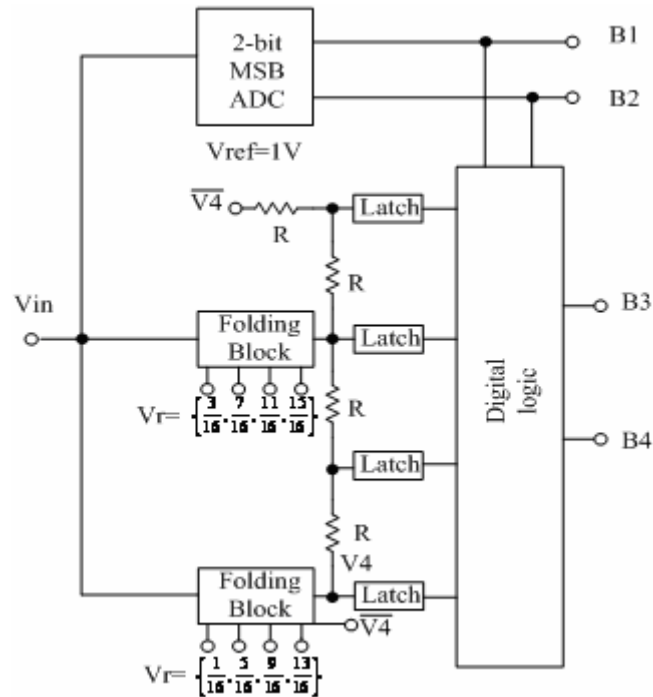 2-bit
MSB
ADC
B1
B2
Vref=1V
V4
R
Latch
R
Vin
Folding
Block
Latch
B3
Vr= {3/16, 7/16, 11/16, 15/16}
R
Digital
logic
Latch
B4
R
V4
Folding
Block
Latch
V4
Vr= {1/16, 5/16, 9/16, 13/16}